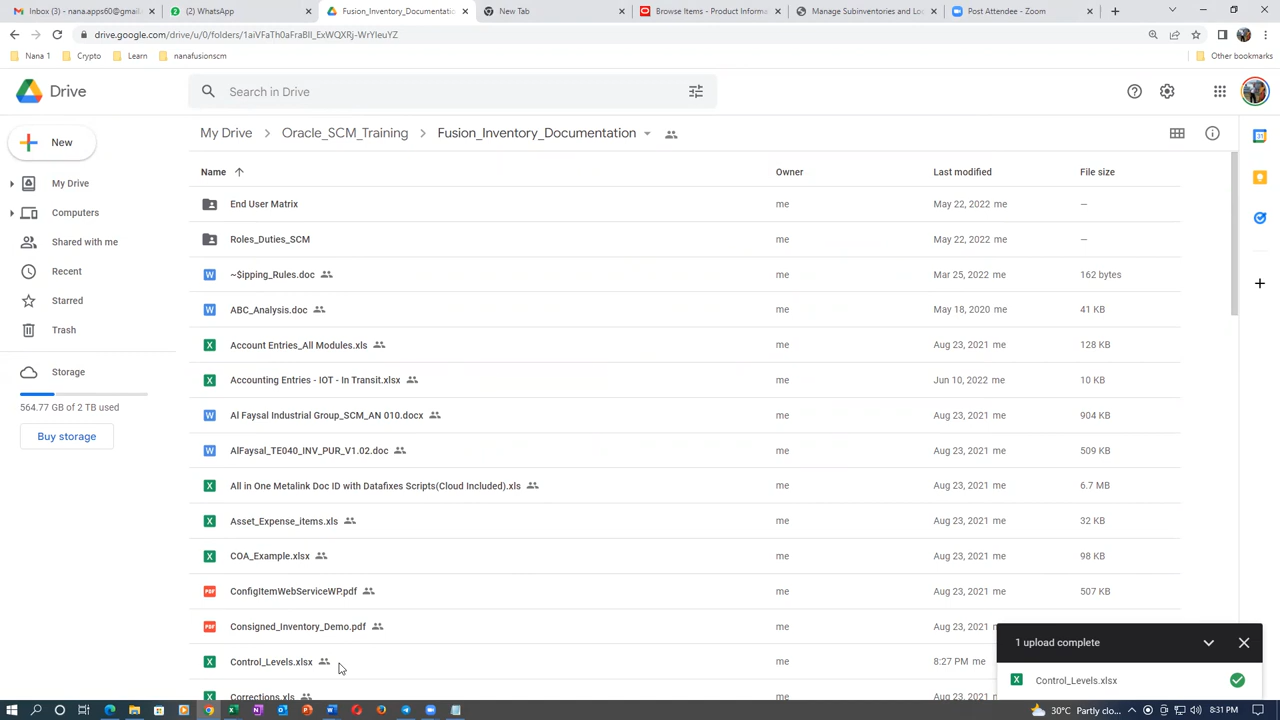 Inbox (3) - nana.apps60@gmail
(2) WhatsApp
Fusion_Inventory_Documentation
New Tab
Browse Items - Product Informa
Manage Subinventories and Loc
Post Attendee - Zoom
drive.google.com/drive/u/0/folders/
Nana 1
Crypto
Learn
nanafusionscm
Other bookmarks
Drive
Search in Drive
New
My Drive
Oracle_SCM_Training
Fusion_Inventory_Documentation
Name
Owner
Last modified
File size
My Drive
Computers
Shared with me
Recent
Starred
Trash
Storage
564.77 GB of 2 TB used
Buy storage
End User Matrix me May 22, 2022 me —
Roles_Duties_SCM me May 22, 2022 me —
~$ipping_Rules.doc me Mar 25, 2022 me 162 bytes
ABC_Analysis.doc me May 18, 2020 me 41 KB
Account Entries_All Modules.xls me Aug 23, 2021 me 128 KB
Accounting Entries - IOT - In Transit.xlsx me Jun 10, 2022 me 10 KB
Al Faysal Industrial Group_SCM_AN 010.docx me Aug 23, 2021 me 904 KB
AlFaysal_TE040_INV_PUR_V1.02.doc me Aug 23, 2021 me 509 KB
All in One Metalink Doc ID with Datafixes Scripts(Cloud Included).xls me Aug 23, 2021 me 6.7 MB
Asset_Expense_items.xls me Aug 23, 2021 me 32 KB
COA_Example.xlsx me Aug 23, 2021 me 98 KB
ConfigItemWebServiceWP.pdf me Aug 23, 2021 me 507 KB
Consigned_Inventory_Demo.pdf me Aug 23, 2021 me
Control_Levels.xlsx me 8:27 PM me
Corrections.xls
1 upload complete
Control_Levels.xlsx
30°C Partly clo...
8:31 PM